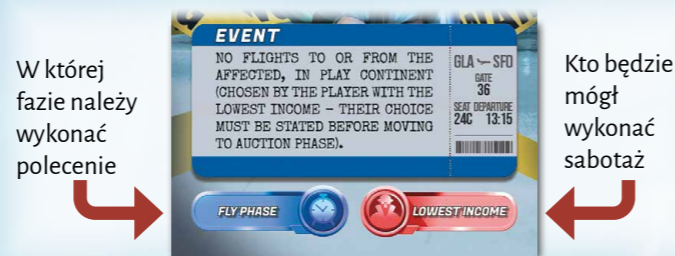 W której
fazie należy
wykonać
polecenie
EVENT
NO FLIGHTS TO OR FROM THE
AFFECTED, IN PLAY CONTINENT
(CHOSEN BY THE PLAYER WITH THE
LOWEST INCOME – THEIR CHOICE
MUST BE STATED BEFORE MOVING
TO AUCTION PHASE).
GLA SFO
GATE
36
SEAT DEPARTURE
24C 13:15
FLY PHASE
LOWEST INCOME
Kto będzie
mógł
wykonać
sabotaż